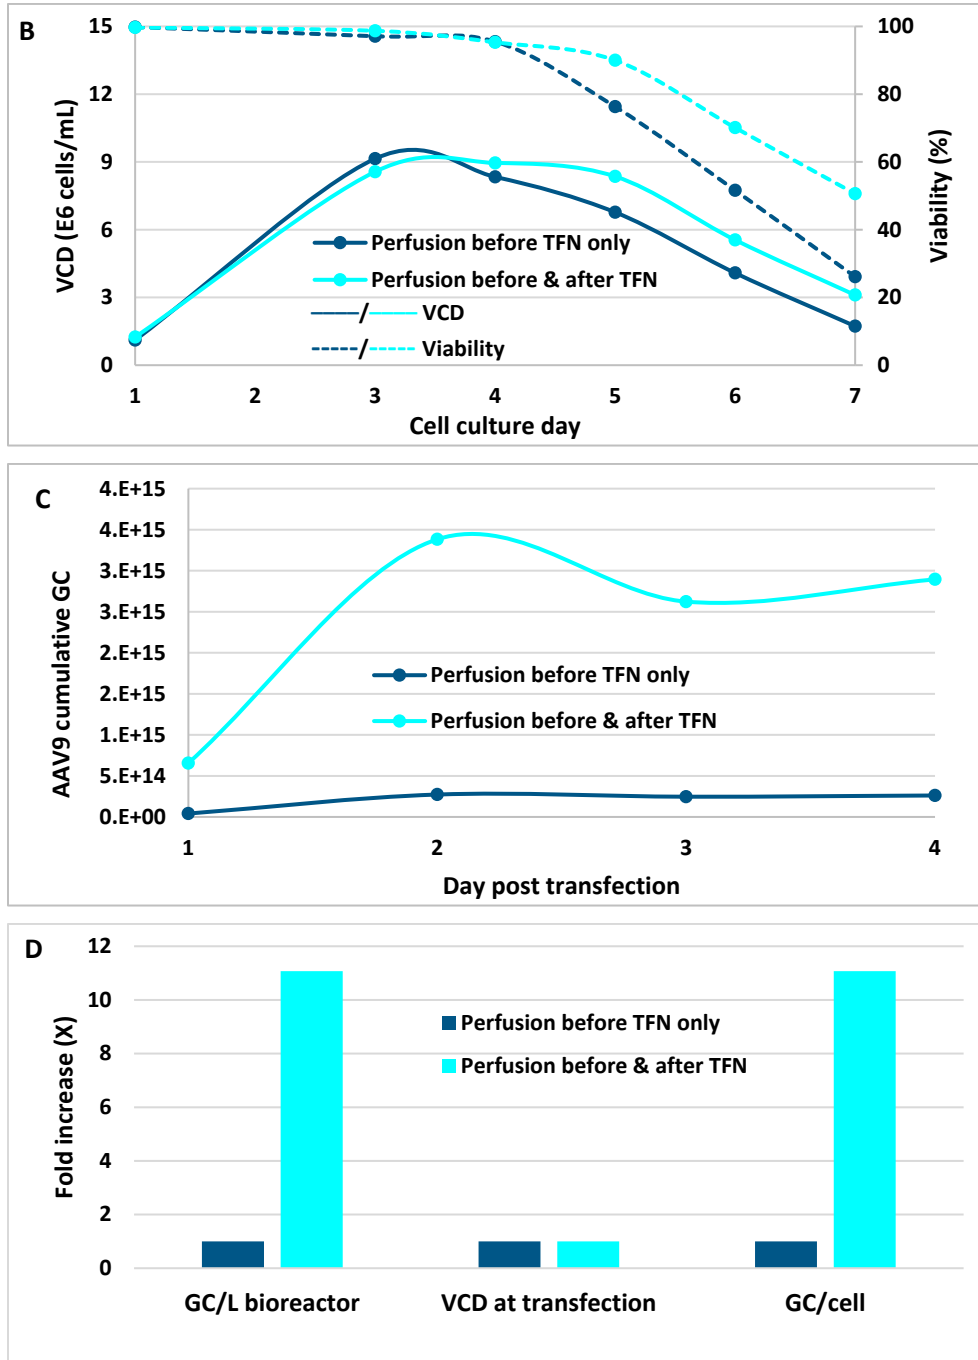 B
15
12
9
6
3
0
VCD (E6 cells/mL)
100
80
60
40
20
0
Viability (%)
Perfusion before TFN only
Perfusion before & after TFN
/ VCD
/ Viability
1 2 3 4 5 6 7
Cell culture day
C
4.E+15
4.E+15
3.E+15
3.E+15
2.E+15
2.E+15
1.E+15
5.E+14
0.E+00
AAV9 cumulative GC
Perfusion before TFN only
Perfusion before & after TFN
1 2 3 4
Day post transfection
D
12
10
8
6
4
2
0
Fold increase (X)
Perfusion before TFN only
Perfusion before & after TFN
GC/L bioreactor VCD at transfection GC/cell